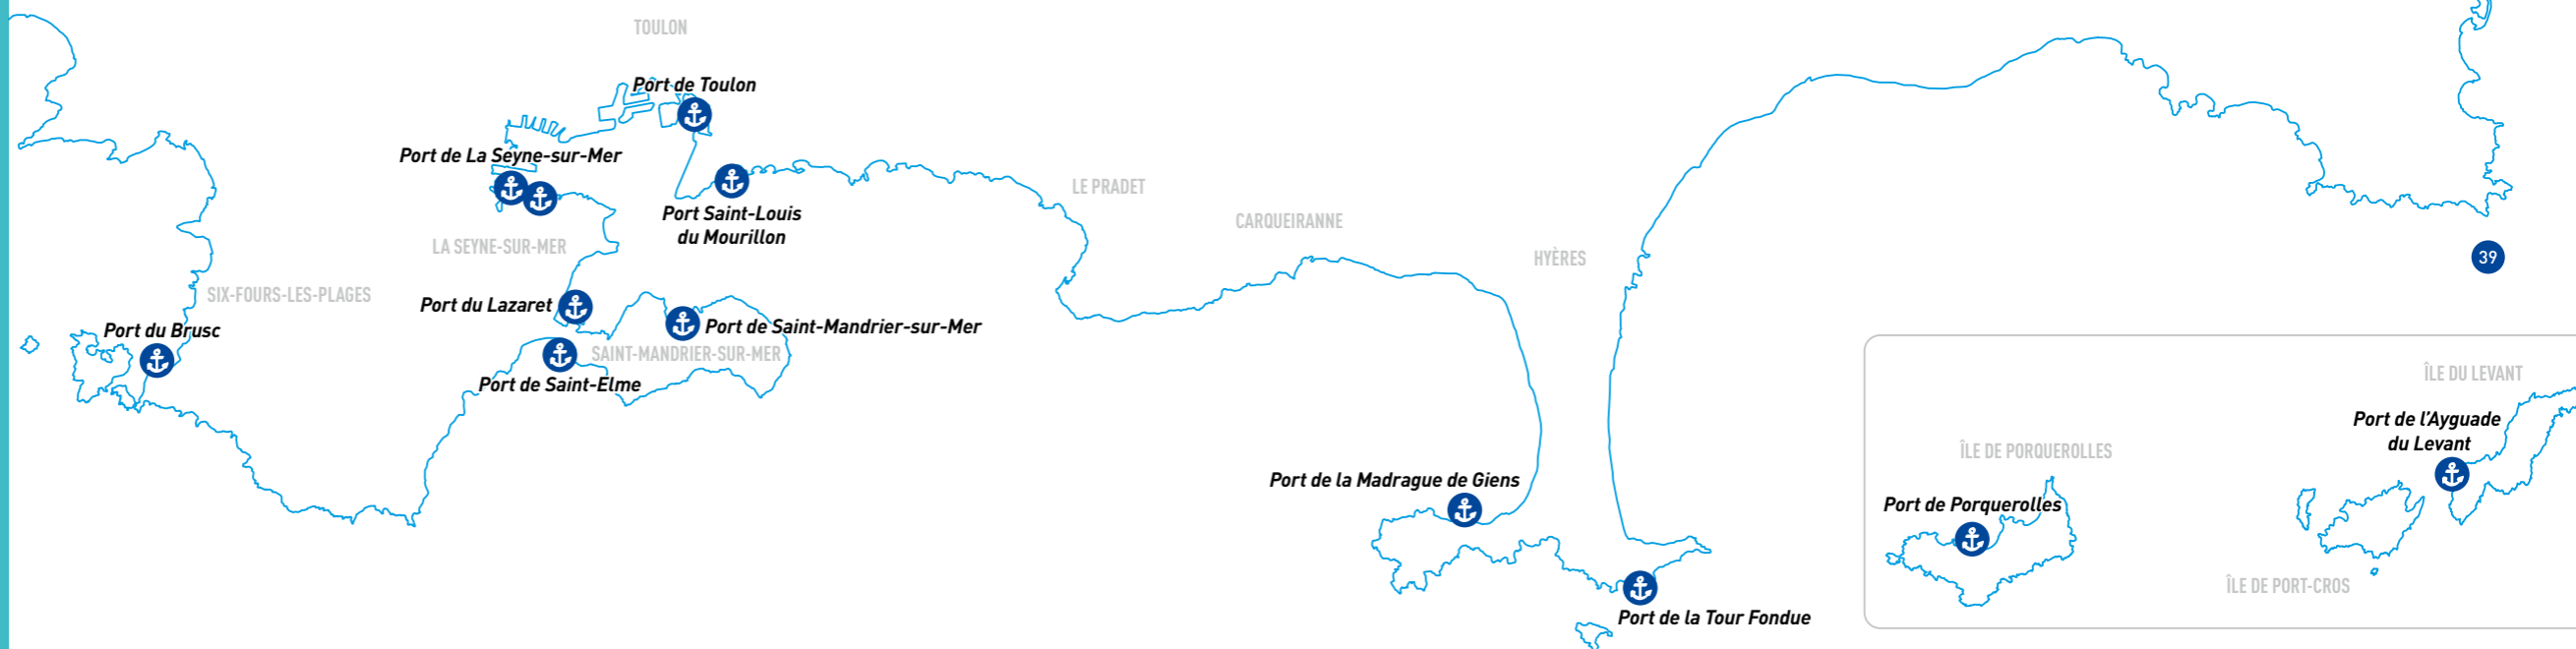 TOULON
Port de Toulon
Port de La Seyne-sur-Mer
LE PRADET
Port Saint-Louis
du Mourillon
CARQUEIRANNE
LA SEYNE-SUR-MER
HYÈRES
39
SIX-FOURS-LES-PLAGES
Port du Lazaret
Port de Saint-Mandrier-sur-Mer
Port du Brusc
SAINT-MANDRIER-SUR-MER
Port de Saint-Elme
ÎLE DU LEVANT
Port de l'Ayguade
du Levant
ÎLE DE PORQUEROLLES
Port de la Madrague de Giens
Port de Porquerolles
ÎLE DE PORT-CROS
Port de la Tour Fondue